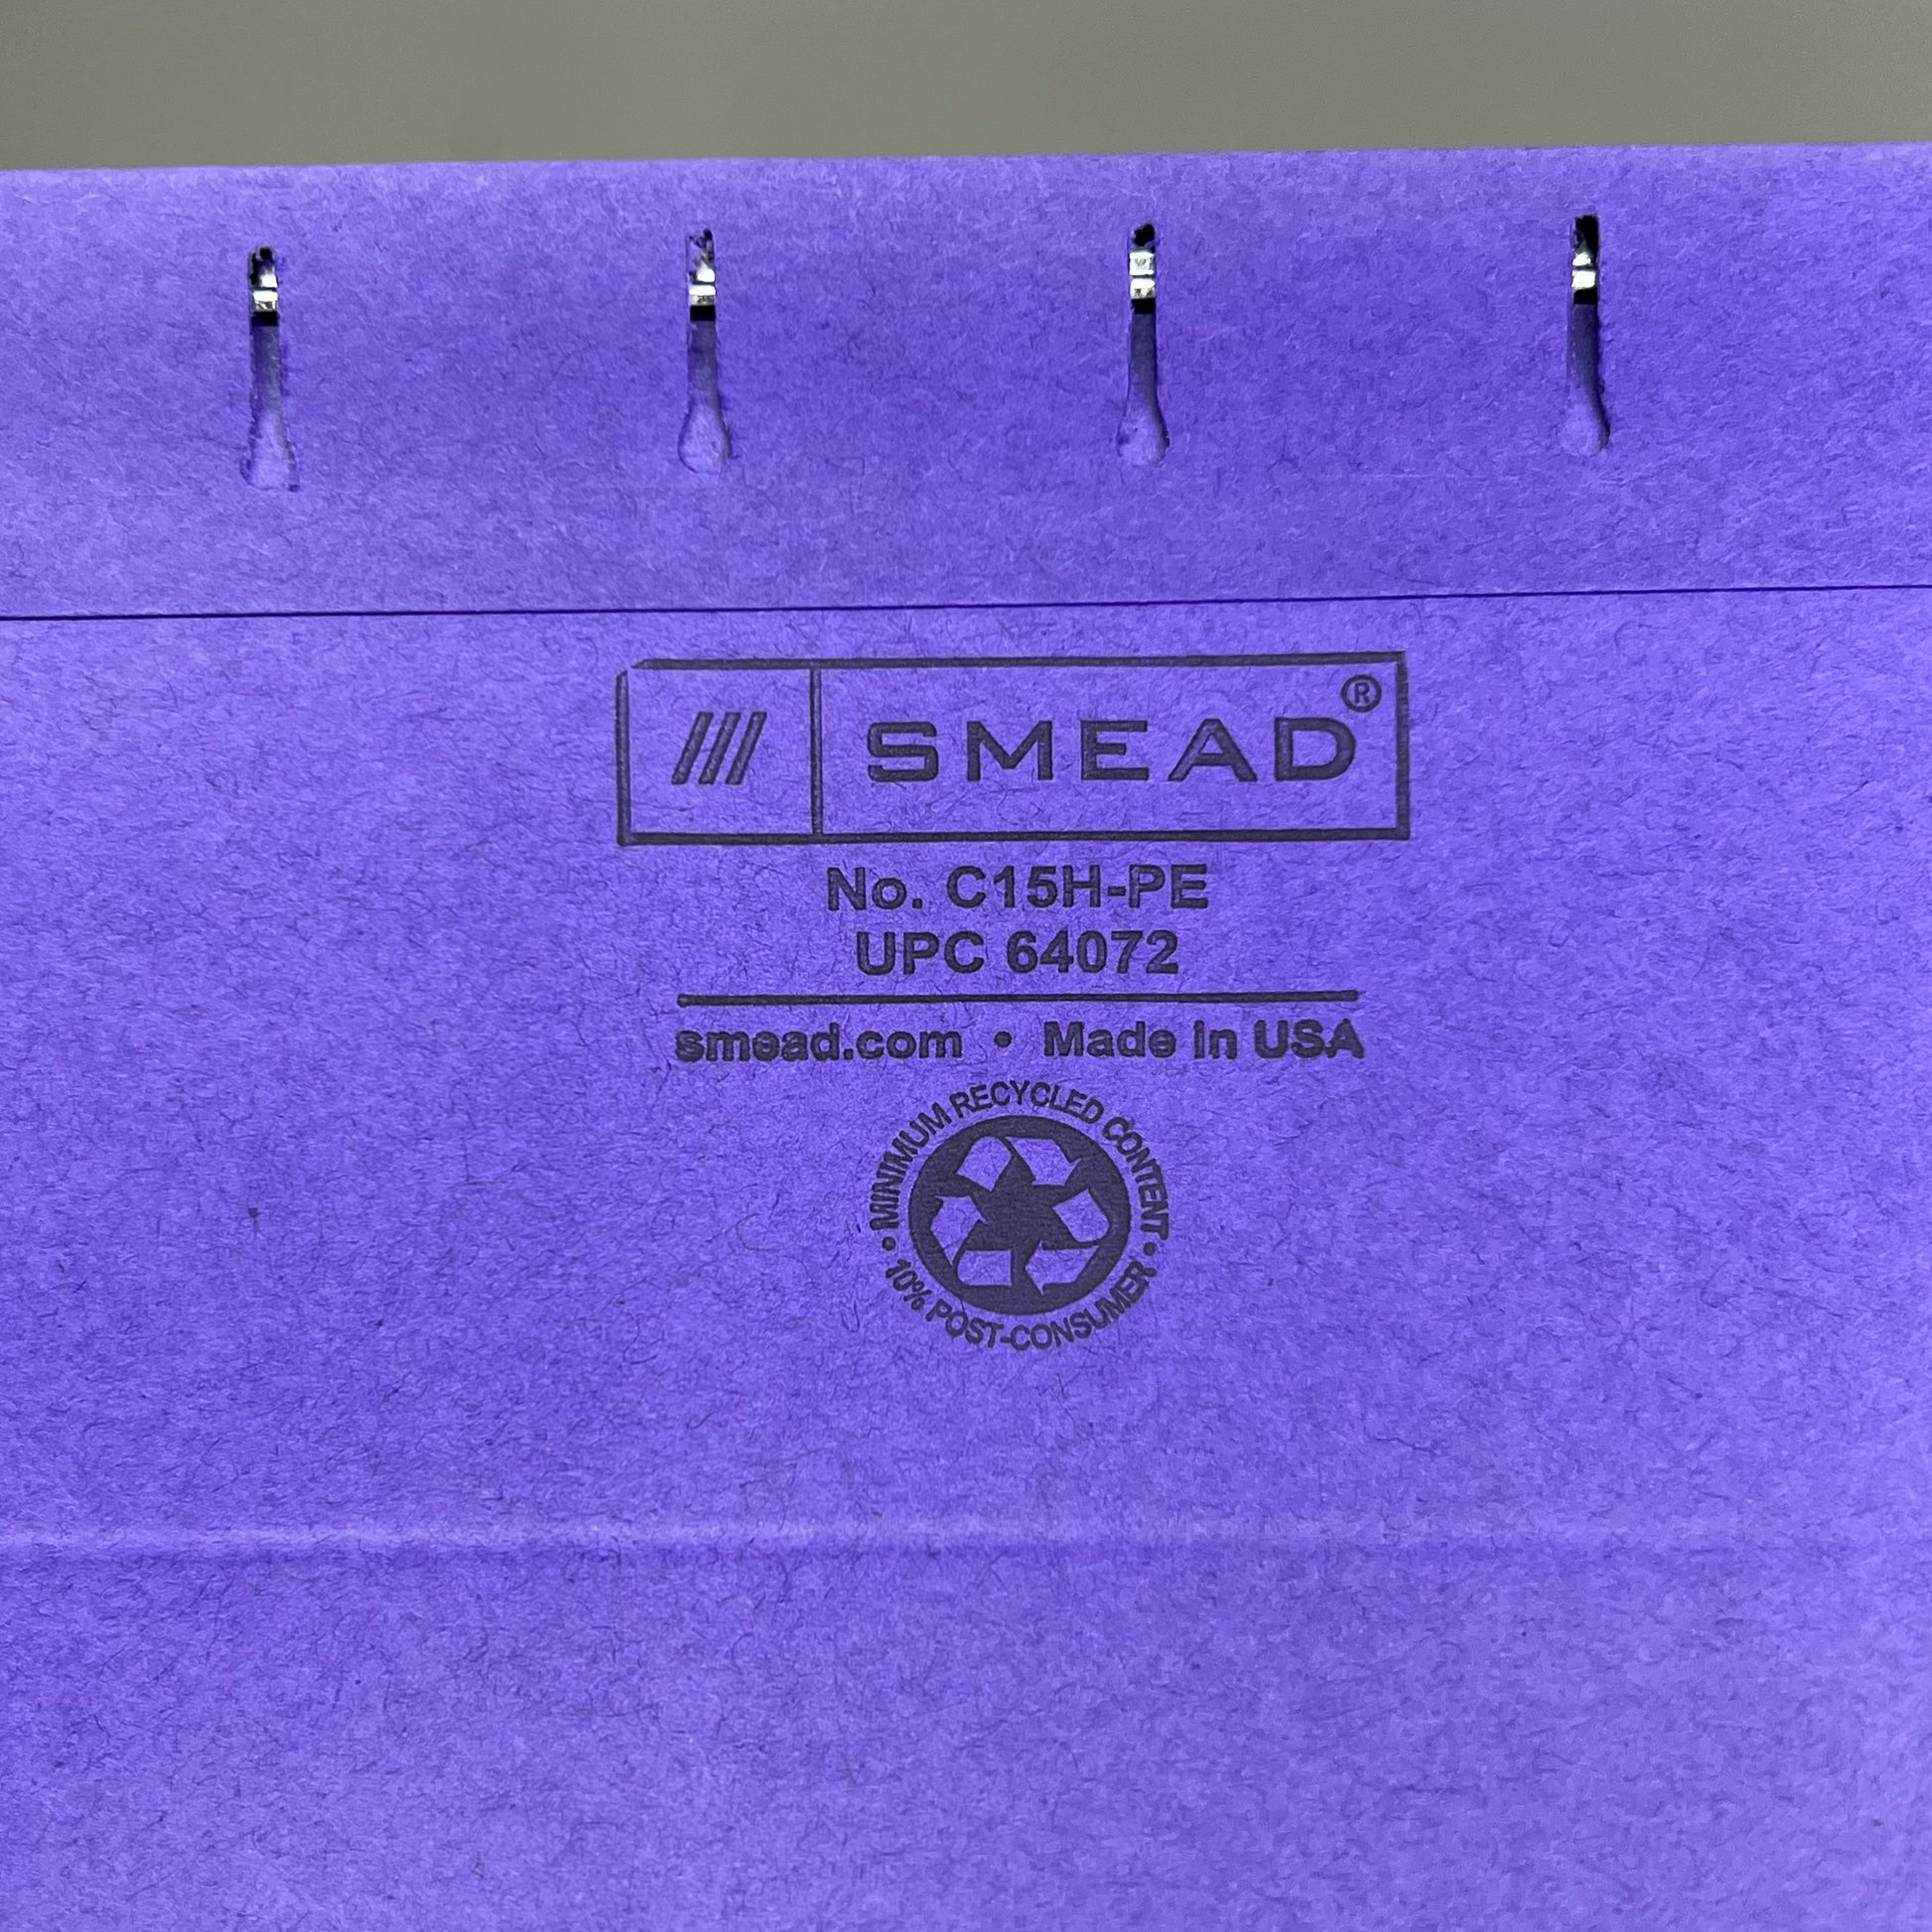 SMEAD®
No. C15H-PE
UPC 64072
smead.com • Made in USA
• MINIMUM RECYCLED CONTENT •
10% POST-CONSUMER